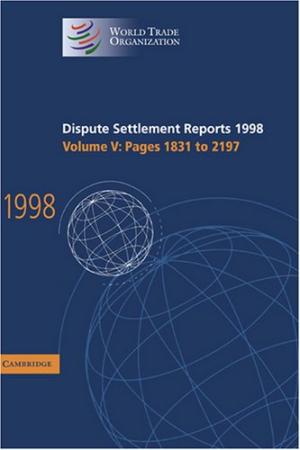 WORLD TRADE
ORGANIZATION
Dispute Settlement Reports 1998
Volume V: Pages 1831 to 2197
1998
CAMBRIDGE